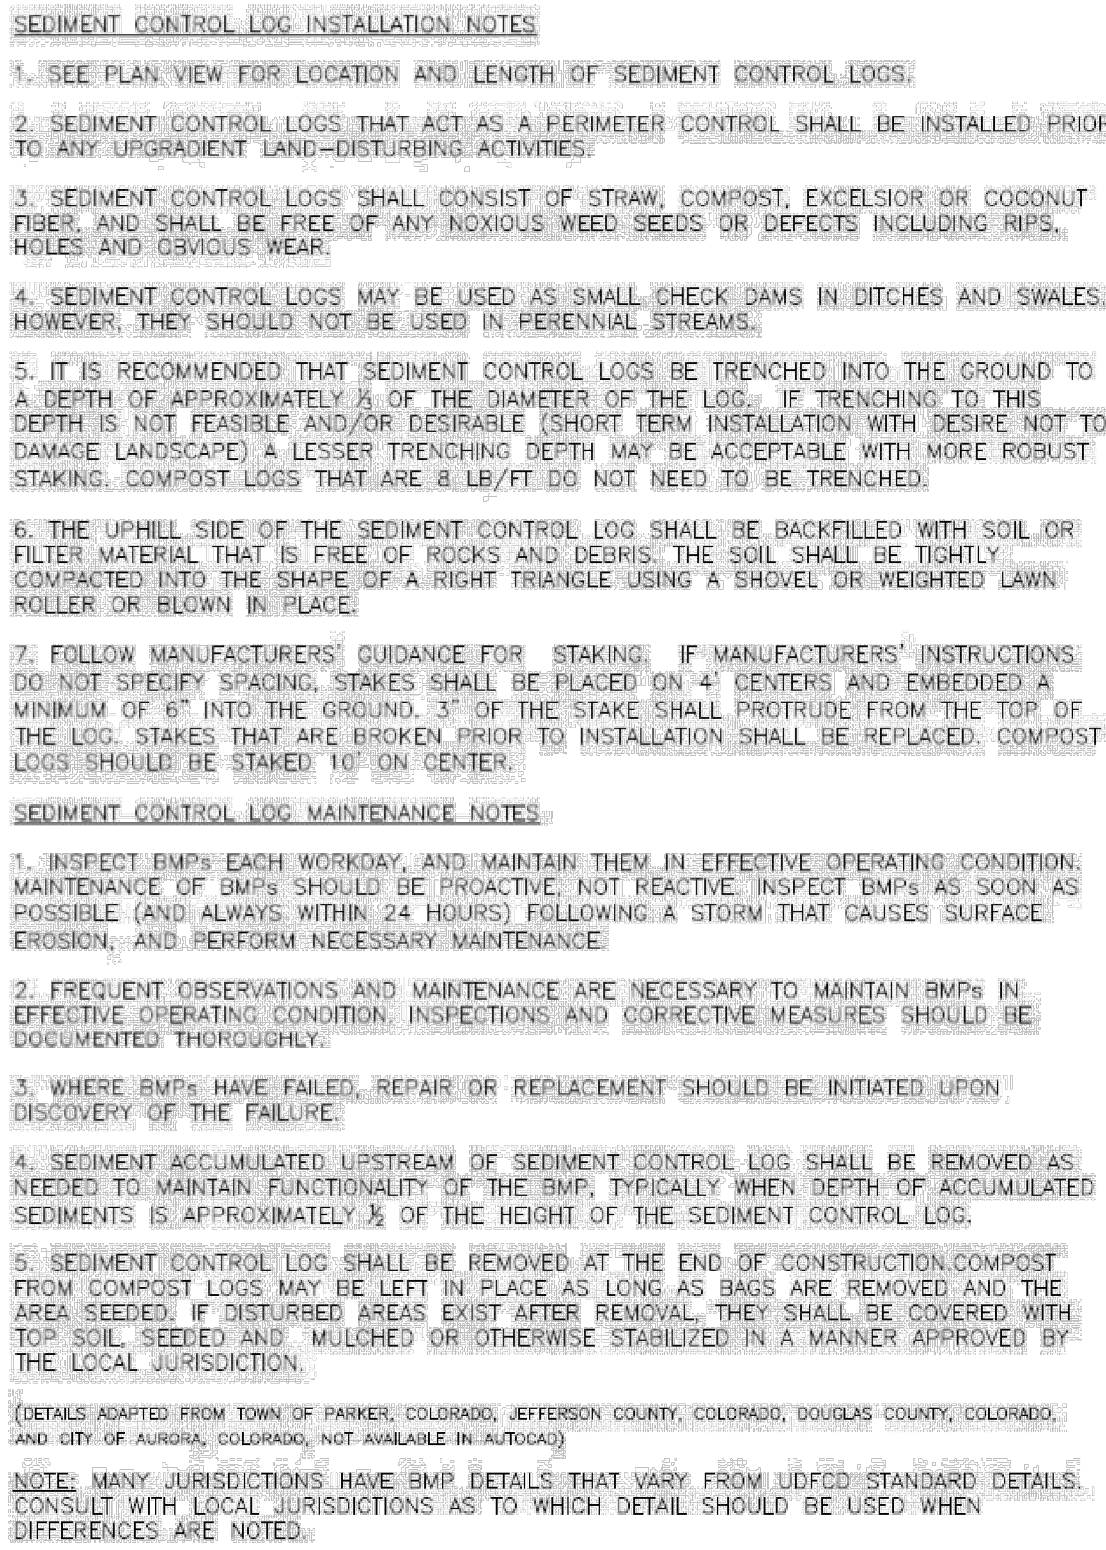 SEDIMENT CONTROL LOG INSTALLATION NOTES
1. SEE PLAN VIEW FOR LOCATION AND LENGTH OF SEDIMENT CONTROL LOGS.
2. SEDIMENT CONTROL LOGS THAT ACT AS A PERIMETER CONTROL SHALL BE INSTALLED PRIOR
TO ANY UPGRADIENT LAND-DISTURBING ACTIVITIES.
3. SEDIMENT CONTROL LOGS SHALL CONSIST OF STRAW, COMPOST, EXCELSIOR OR COCONUT
FIBER, AND SHALL BE FREE OF ANY NOXIOUS WEED SEEDS OR DEFECTS INCLUDING RIPS,
HOLES AND OBVIOUS WEAR.
4. SEDIMENT CONTROL LOGS MAY BE USED AS SMALL CHECK DAMS IN DITCHES AND SWALES.
HOWEVER, THEY SHOULD NOT BE USED IN PERENNIAL STREAMS.
5. IT IS RECOMMENDED THAT SEDIMENT CONTROL LOGS BE TRENCHED INTO THE GROUND TO
A DEPTH OF APPROXIMATELY ⅓ OF THE DIAMETER OF THE LOG. IF TRENCHING TO THIS
DEPTH IS NOT FEASIBLE AND/OR DESIRABLE (SHORT TERM INSTALLATION WITH DESIRE NOT TO
DAMAGE LANDSCAPE) A LESSER TRENCHING DEPTH MAY BE ACCEPTABLE WITH MORE ROBUST
STAKING. COMPOST LOGS THAT ARE 8 LB/FT DO NOT NEED TO BE TRENCHED.
6. THE UPHILL SIDE OF THE SEDIMENT CONTROL LOG SHALL BE BACKFILLED WITH SOIL OR
FILTER MATERIAL THAT IS FREE OF ROCKS AND DEBRIS. THE SOIL SHALL BE TIGHTLY
COMPACTED INTO THE SHAPE OF A RIGHT TRIANGLE USING A SHOVEL OR WEIGHTED LAWN
ROLLER OR BLOWN IN PLACE.
7. FOLLOW MANUFACTURERS' GUIDANCE FOR STAKING. IF MANUFACTURERS' INSTRUCTIONS
DO NOT SPECIFY SPACING, STAKES SHALL BE PLACED ON 4' CENTERS AND EMBEDDED A
MINIMUM OF 6" INTO THE GROUND. 3" OF THE STAKE SHALL PROTRUDE FROM THE TOP OF
THE LOG. STAKES THAT ARE BROKEN PRIOR TO INSTALLATION SHALL BE REPLACED. COMPOST
LOGS SHOULD BE STAKED 10' ON CENTER.
SEDIMENT CONTROL LOG MAINTENANCE NOTES
1. INSPECT BMPs EACH WORKDAY, AND MAINTAIN THEM IN EFFECTIVE OPERATING CONDITION.
MAINTENANCE OF BMPs SHOULD BE PROACTIVE, NOT REACTIVE. INSPECT BMPs AS SOON AS
POSSIBLE (AND ALWAYS WITHIN 24 HOURS) FOLLOWING A STORM THAT CAUSES SURFACE
EROSION, AND PERFORM NECESSARY MAINTENANCE.
2. FREQUENT OBSERVATIONS AND MAINTENANCE ARE NECESSARY TO MAINTAIN BMPs IN
EFFECTIVE OPERATING CONDITION. INSPECTIONS AND CORRECTIVE MEASURES SHOULD BE
DOCUMENTED THOROUGHLY.
3. WHERE BMPs HAVE FAILED, REPAIR OR REPLACEMENT SHOULD BE INITIATED UPON
DISCOVERY OF THE FAILURE.
4. SEDIMENT ACCUMULATED UPSTREAM OF SEDIMENT CONTROL LOG SHALL BE REMOVED AS
NEEDED TO MAINTAIN FUNCTIONALITY OF THE BMP, TYPICALLY WHEN DEPTH OF ACCUMULATED
SEDIMENTS IS APPROXIMATELY ½ OF THE HEIGHT OF THE SEDIMENT CONTROL LOG.
5. SEDIMENT CONTROL LOG SHALL BE REMOVED AT THE END OF CONSTRUCTION.COMPOST
FROM COMPOST LOGS MAY BE LEFT IN PLACE AS LONG AS BAGS ARE REMOVED AND THE
AREA SEEDED. IF DISTURBED AREAS EXIST AFTER REMOVAL, THEY SHALL BE COVERED WITH
TOP SOIL, SEEDED AND MULCHED OR OTHERWISE STABILIZED IN A MANNER APPROVED BY
THE LOCAL JURISDICTION.
(DETAILS ADAPTED FROM TOWN OF PARKER, COLORADO, JEFFERSON COUNTY, COLORADO, DOUGLAS COUNTY, COLORADO,
AND CITY OF AURORA, COLORADO, NOT AVAILABLE IN AUTOCAD)
NOTE: MANY JURISDICTIONS HAVE BMP DETAILS THAT VARY FROM UDFCD STANDARD DETAILS.
CONSULT WITH LOCAL JURISDICTIONS AS TO WHICH DETAIL SHOULD BE USED WHEN
DIFFERENCES ARE NOTED.